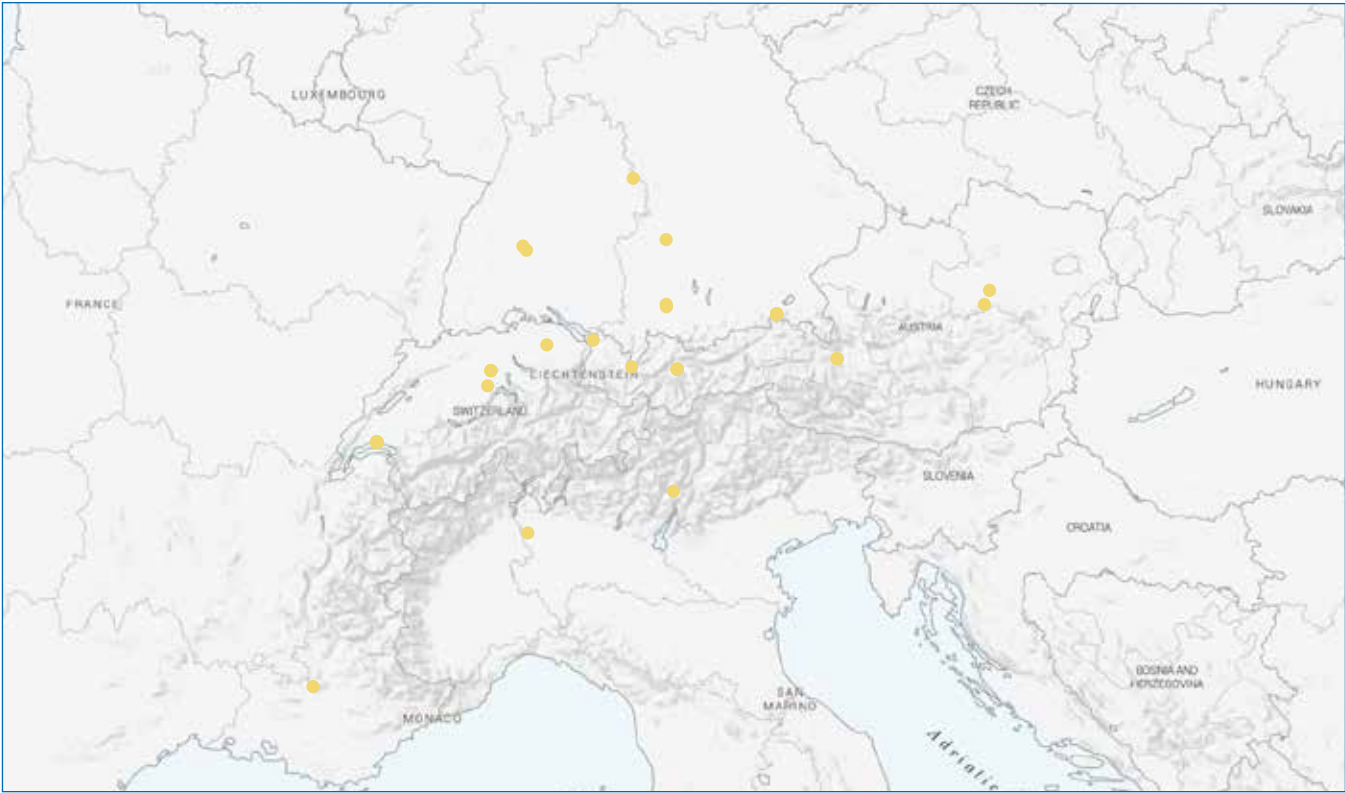 LUXEMBOURG
CZECH
REPUBLIC
SLOVAKIA
FRANCE
AUSTRIA
LIECHTENSTEIN
HUNGARY
SWITZERLAND
SLOVENIA
CROATIA
BOSNIA AND
HERZEGOVINA
SAN
MARINO
MONACO
Adriatic